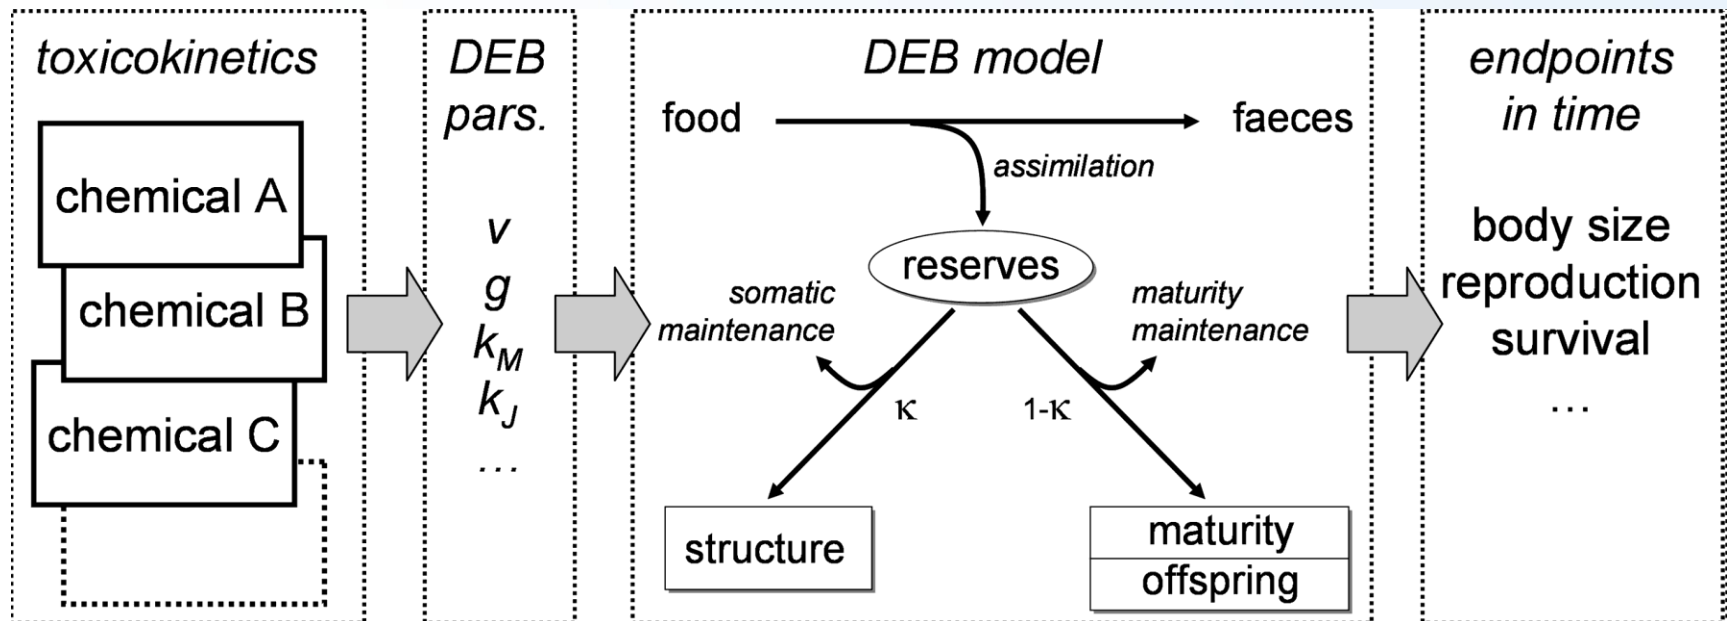 toxicokinetics
chemical A
chemical B
chemical C
DEB
pars.
v
g
k_M
k_J
...
DEB model
food
faeces
assimilation
reserves
somatic
maintenance
maturity
maintenance
κ
1-κ
structure
maturity
offspring
endpoints
in time
body size
reproduction
survival
...